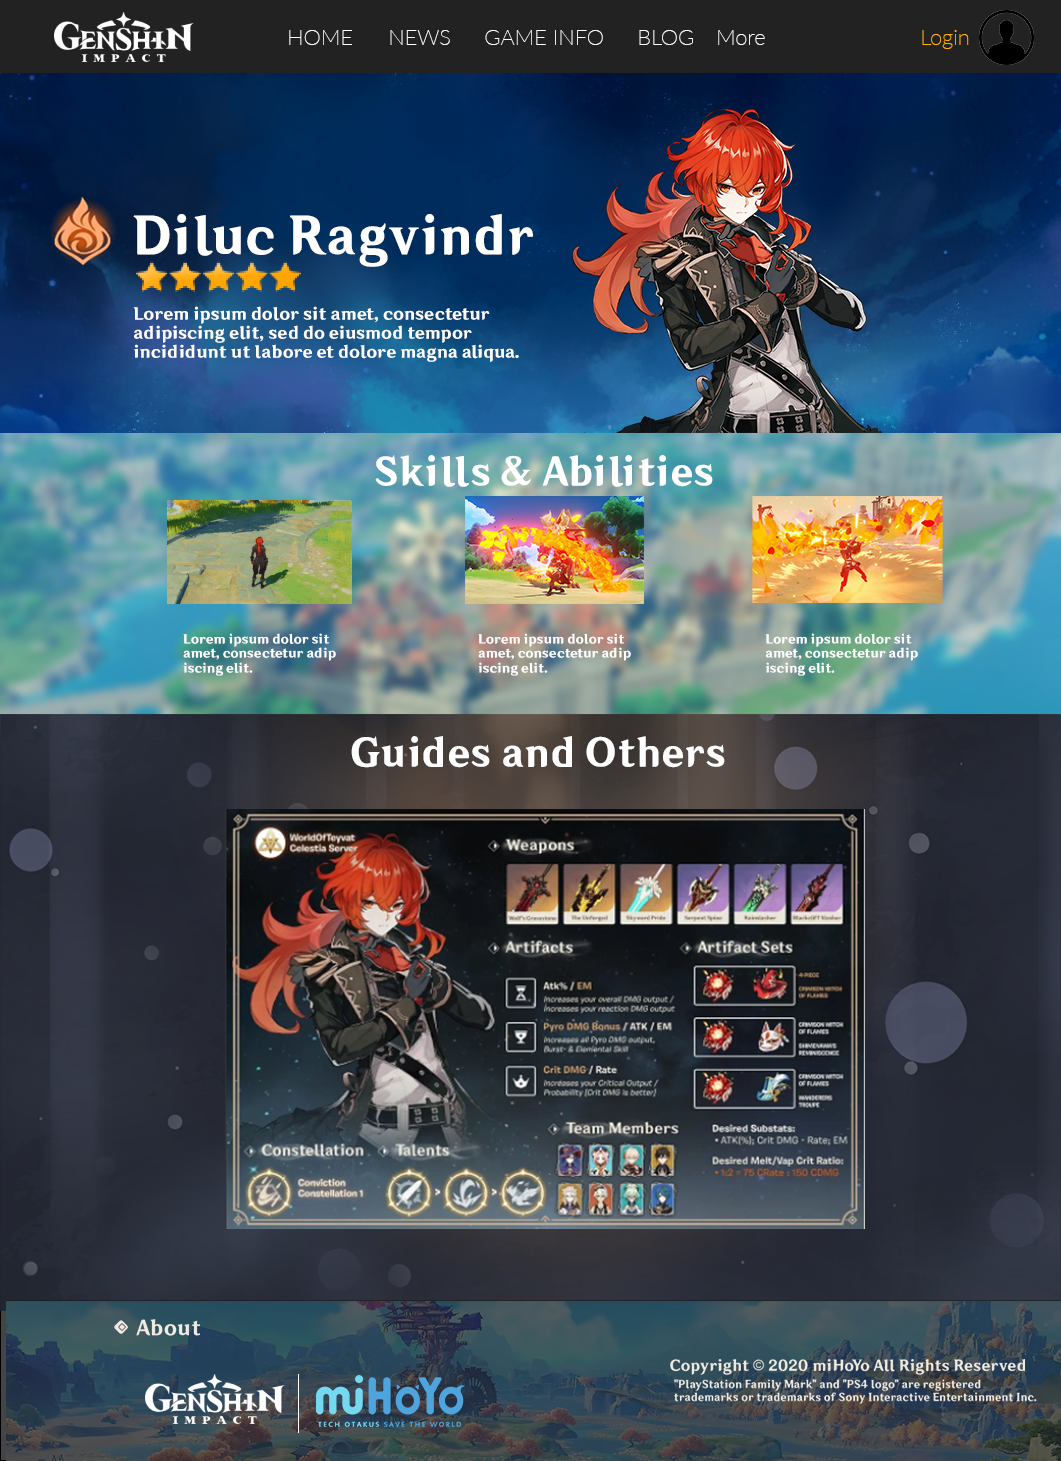 GENSHIN
IMPACT
HOME NEWS GAME INFO BLOG More Login
Diluc Ragvindr
Lorem ipsum dolor sit amet, consectetur
adipiscing elit, sed do eiusmod tempor
incididunt ut labore et dolore magna aliqua.
Skills & Abilities
Lorem ipsum dolor sit
amet, consectetur adip
iscing elit.
Lorem ipsum dolor sit
amet, consectetur adip
iscing elit.
Lorem ipsum dolor sit
amet, consectetur adip
iscing elit.
Guides and Others
WorldOfTeyvat
Celestia Server
Weapons
Wolf's Gravestone
The Unforged
Skyward Pride
Serpent Spine
Rainslasher
Blackcliff Slasher
Artifacts
Atk% / EM
Increases your overall DMG output /
Increases your reaction DMG output
Pyro DMG Bonus / ATK / EM
Increases all Pyro DMG output,
Burst- & Elemental Skill
Crit DMG / Rate
Increases your Critical Output /
Probability [Crit DMG is better]
Artifact Sets
4-PIECE
CRIMSON WITCH
OF FLAMES
CRIMSON WITCH
OF FLAMES
SHIMENAWA'S
REMINISCENCE
CRIMSON WITCH
OF FLAMES
WANDERERS
TROUPE
Team Members
Desired Substats:
• ATK(%); Crit DMG - Rate; EM
Desired Melt/Vap Crit Ratio:
• 1:2 = 75 CRate : 150 CDMG
Constellation
Conviction
Constellation 1
Talents
> >
About
GENSHIN
IMPACT
miHoYo
TECH OTAKUS SAVE THE WORLD
Copyright © 2020 miHoYo All Rights Reserved
"PlayStation Family Mark" and "PS4 logo" are registered
trademarks or trademarks of Sony Interactive Entertainment Inc.